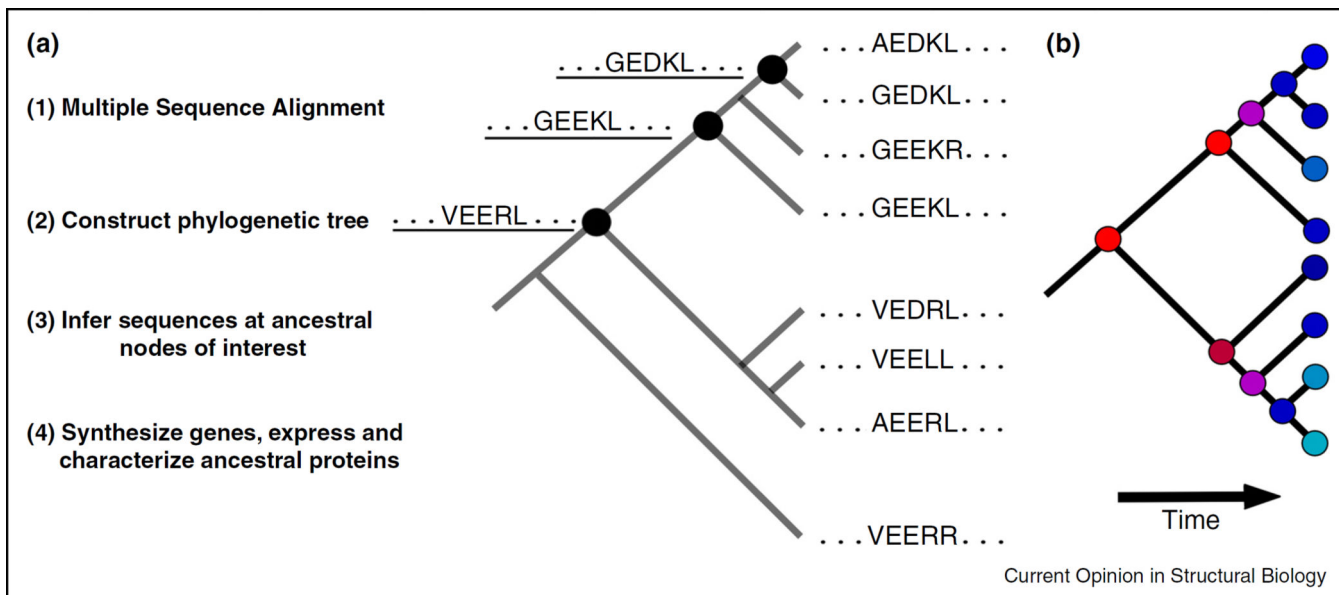 (a)
(1) Multiple Sequence Alignment
(2) Construct phylogenetic tree
(3) Infer sequences at ancestral
nodes of interest
(4) Synthesize genes, express and
characterize ancestral proteins
. . . GEDKL . . .
. . . GEEKL . . .
. . . VEERL . . .
. . . AEDKL. . .
. . . GEDKL. . .
. . . GEEKR. . .
. . . GEEKL. . .
. . . VEDRL. . .
. . . VEELL . . .
. . . AEERL. . .
. . . VEERR. . .
(b)
Time
Current Opinion in Structural Biology